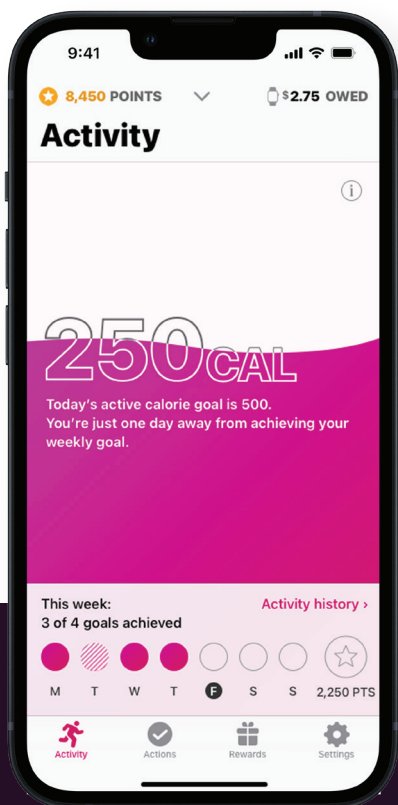 9:41
8,450 POINTS
$2.75 OWED
Activity
i
250CAL
Today's active calorie goal is 500.
You're just one day away from achieving your
weekly goal.
This week:
Activity history ›
3 of 4 goals achieved
M T W T F S S 2,250 PTS
Activity Actions Rewards Settings